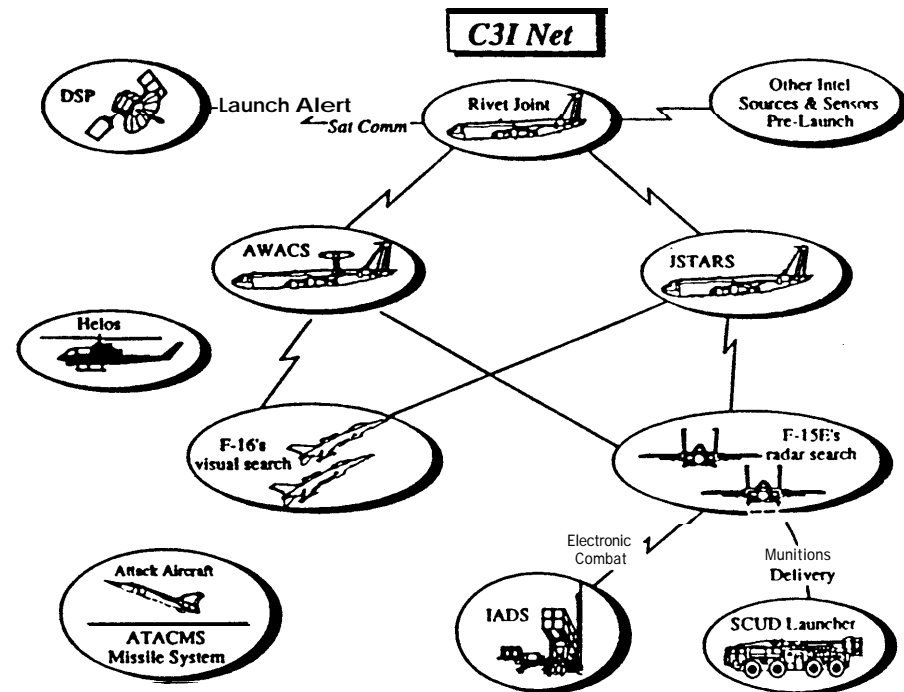 C3I Net
DSP
Launch Alert
Sat Comm
Rivet Joint
Other Intel
Sources & Sensors
Pre-Launch
AWACS
JSTARS
Helos
F-16's
visual search
F-15E's
radar search
Electronic
Combat
Munitions
Delivery
Attack Aircraft
ATACMS
Missile System
IADS
SCUD Launcher